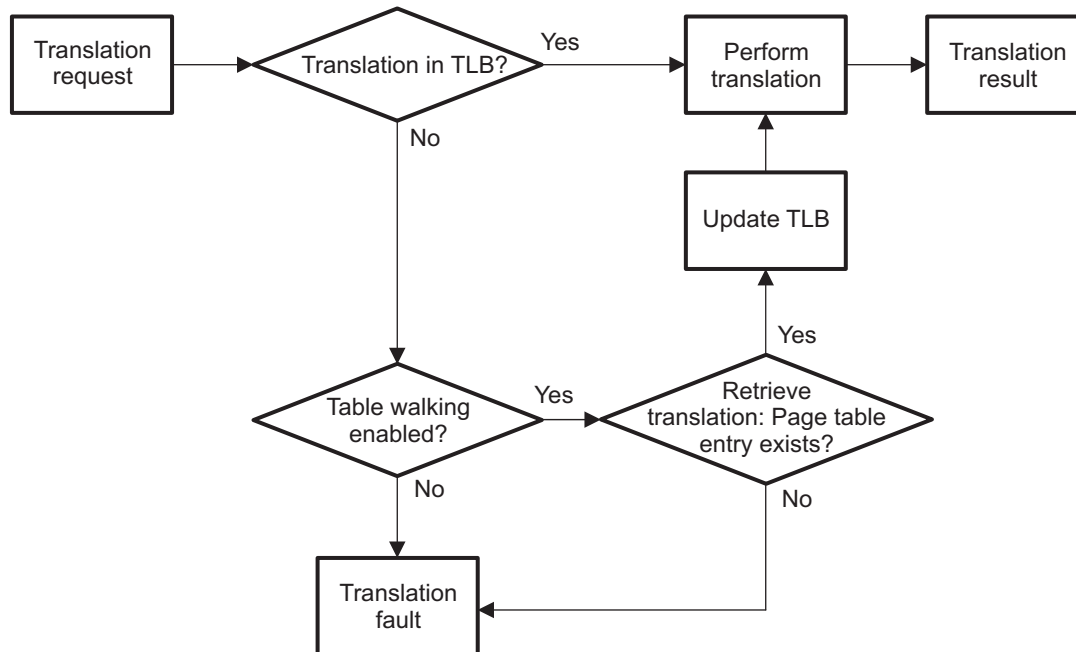 Translation
request
Translation in TLB?
Yes
Perform
translation
Translation
result
No
Update TLB
Yes
Table walking
enabled?
Yes
Retrieve
translation: Page table
entry exists?
No
No
Translation
fault